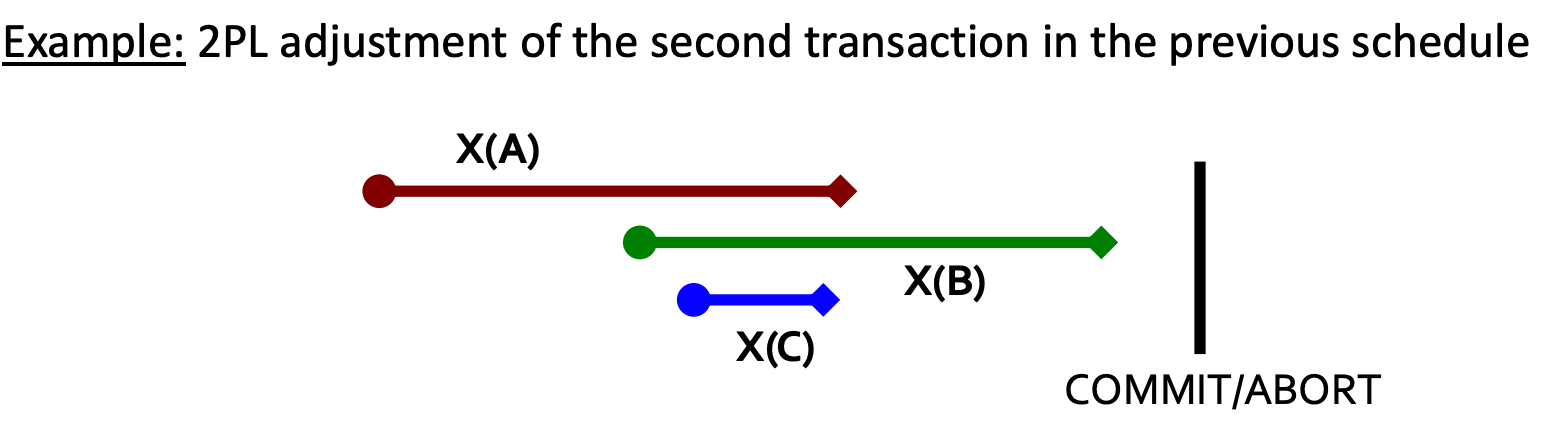 Example: 2PL adjustment of the second transaction in the previous schedule
X(A)
X(B)
X(C)
COMMIT/ABORT